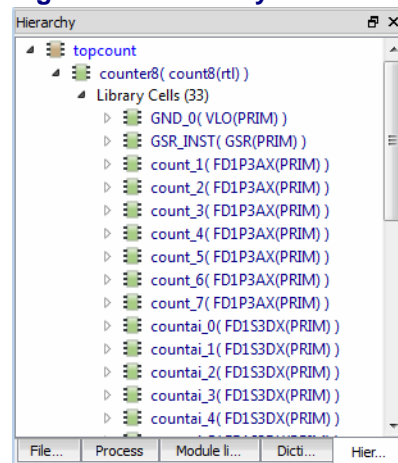 Hierarchy
topcount
counter8( count8(rtl) )
Library Cells (33)
GND_0( VLO(PRIM) )
GSR_INST( GSR(PRIM) )
count_1( FD1P3AX(PRIM) )
count_2( FD1P3AX(PRIM) )
count_3( FD1P3AX(PRIM) )
count_4( FD1P3AX(PRIM) )
count_5( FD1P3AX(PRIM) )
count_6( FD1P3AX(PRIM) )
count_7( FD1P3AX(PRIM) )
countai_0( FD1S3DX(PRIM) )
countai_1( FD1S3DX(PRIM) )
countai_2( FD1S3DX(PRIM) )
countai_3( FD1S3DX(PRIM) )
countai_4( FD1S3DX(PRIM) )
File... Process Module li... Dicti... Hier...